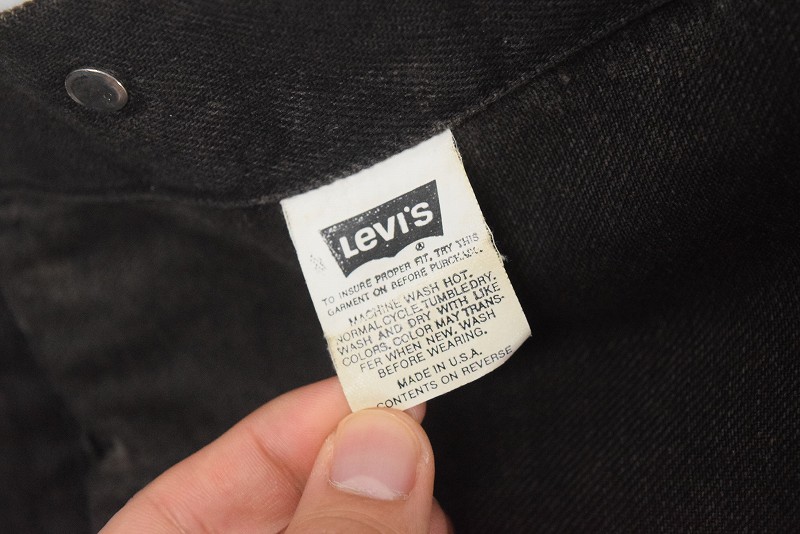 Levi's
®
TO INSURE PROPER FIT, TRY THIS
GARMENT ON BEFORE PURCHASE.
MACHINE WASH HOT.
NORMAL CYCLE. TUMBLE DRY.
WASH AND DRY WITH LIKE
COLORS. COLOR MAY TRANS-
FER WHEN NEW. WASH
BEFORE WEARING.
MADE IN U.S.A.
CONTENTS ON REVERSE